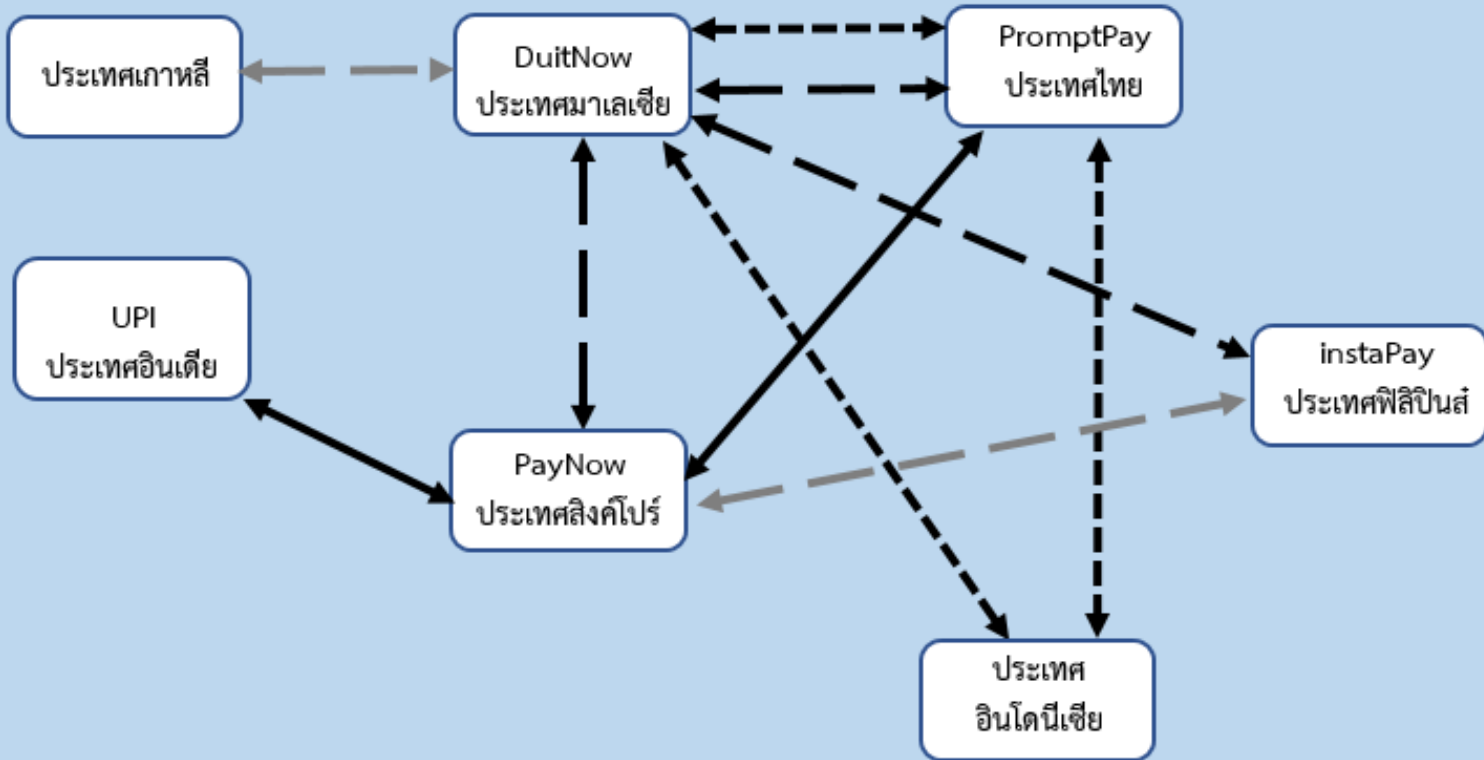 ประเทศเกาหลี
DuitNow
ประเทศมาเลเซีย
PromptPay
ประเทศไทย
UPI
ประเทศอินเดีย
instaPay
ประเทศฟิลิปินส์
PayNow
ประเทศสิงค์โปร์
ประเทศ
อินโดนีเซีย